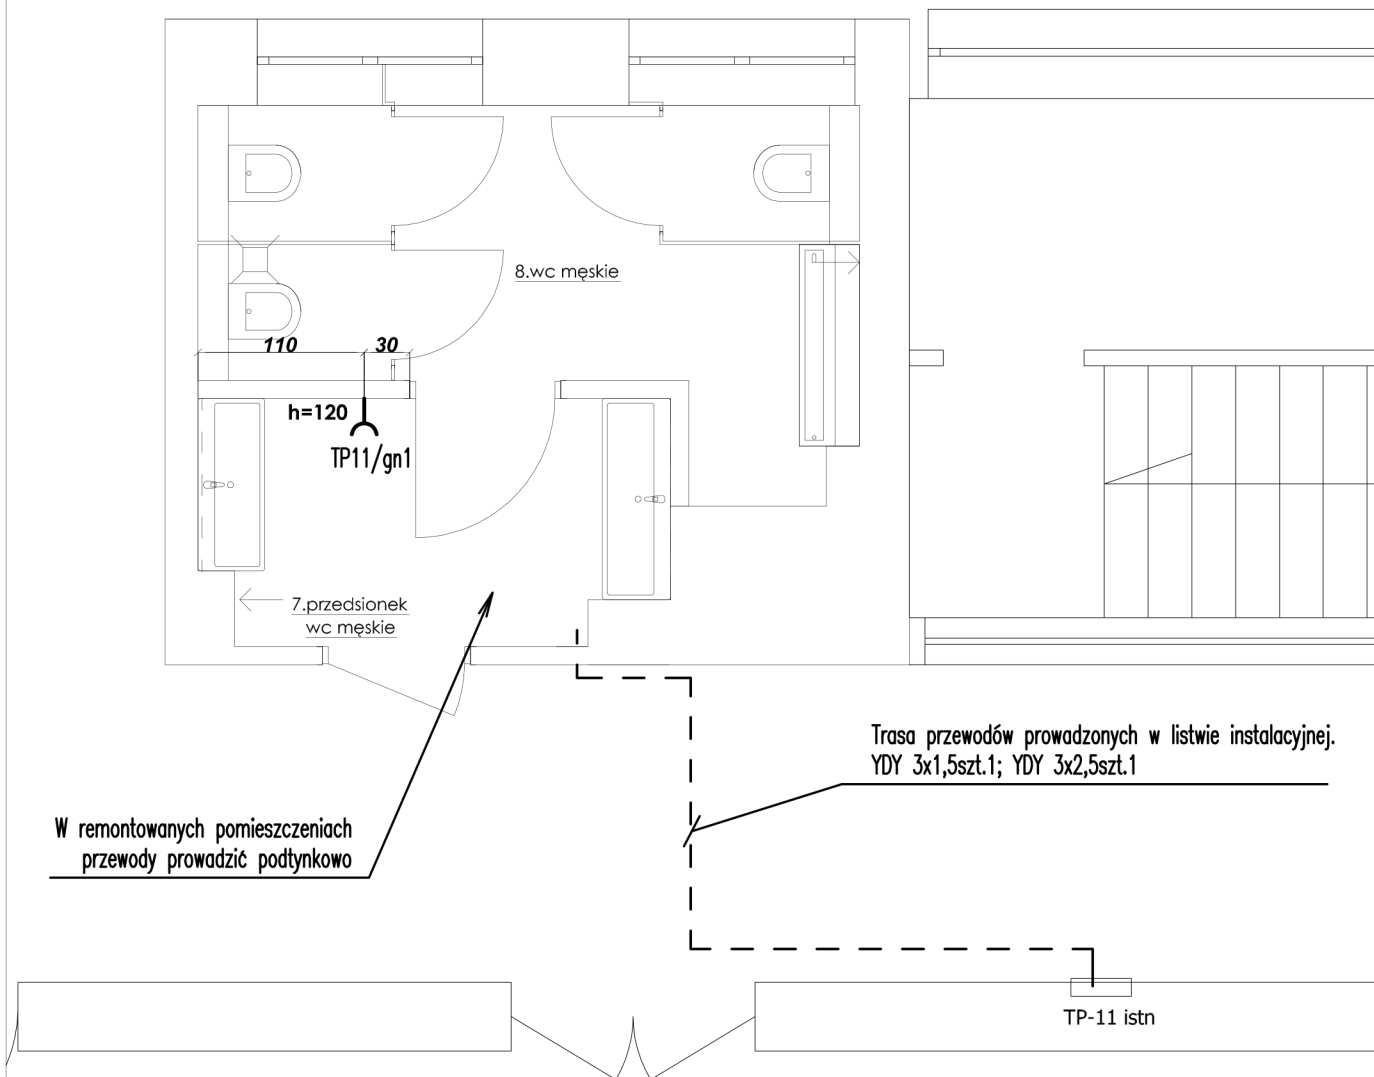 8.wc męskie
110
30
h=120
TP11/gn1
7.przedsionek
wc męskie
Trasa przewodów prowadzonych w listwie instalacyjnej.
YDY 3x1,5szt.1; YDY 3x2,5szt.1
W remontowanych pomieszczeniach
przewody prowadzić podtynkowo
TP-11 istn